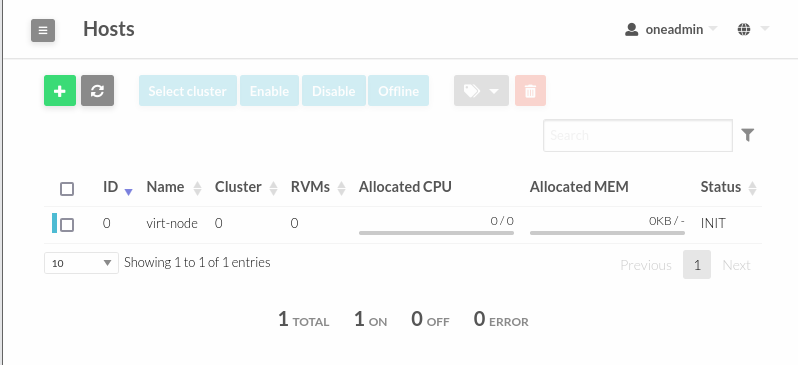 Hosts
oneadmin
Select cluster Enable Disable Offline
Search
ID Name Cluster RVMs Allocated CPU Allocated MEM Status
0 virt-node 0 0 0 / 0 0KB / - INIT
10 Showing 1 to 1 of 1 entries Previous 1 Next
1 TOTAL 1 ON 0 OFF 0 ERROR